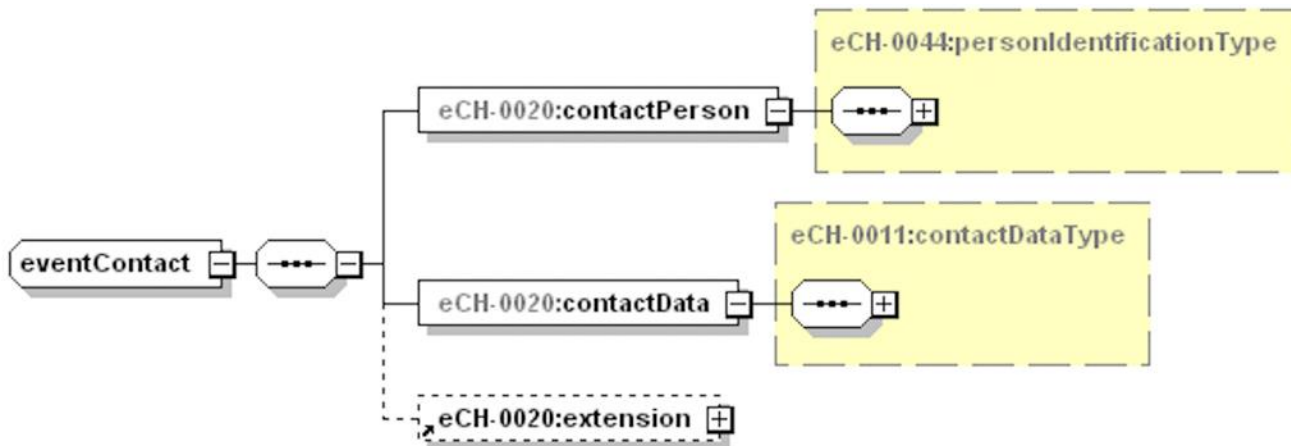 eCH-0044:personIdentificationType
eCH-0020:contactPerson
eCH-0011:contactDataType
eventContact
eCH-0020:contactData
eCH-0020:extension